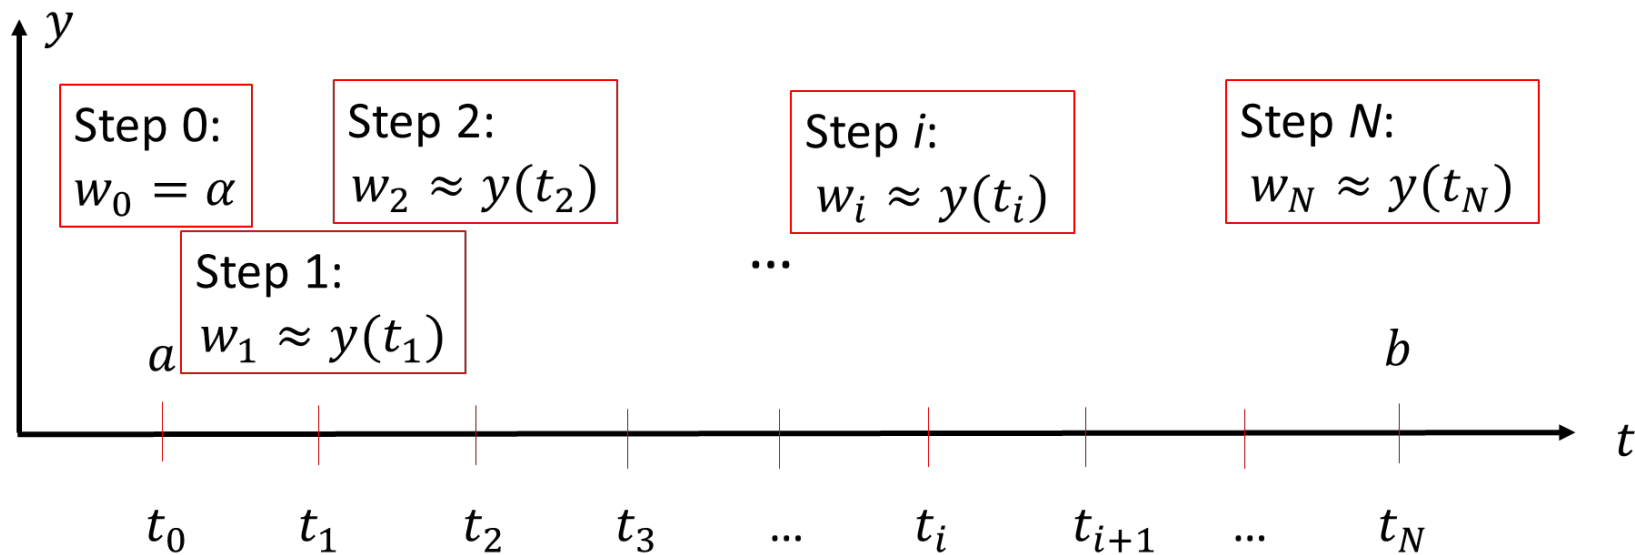 y
Step 0:
w₀ = α
Step 2:
w₂ ≈ y(t₂)
Step i:
wᵢ ≈ y(tᵢ)
Step N:
w_N ≈ y(t_N)
Step 1:
w₁ ≈ y(t₁)
...
a
b
t
t₀ t₁ t₂ t₃ ... tᵢ tᵢ₊₁ ... t_N